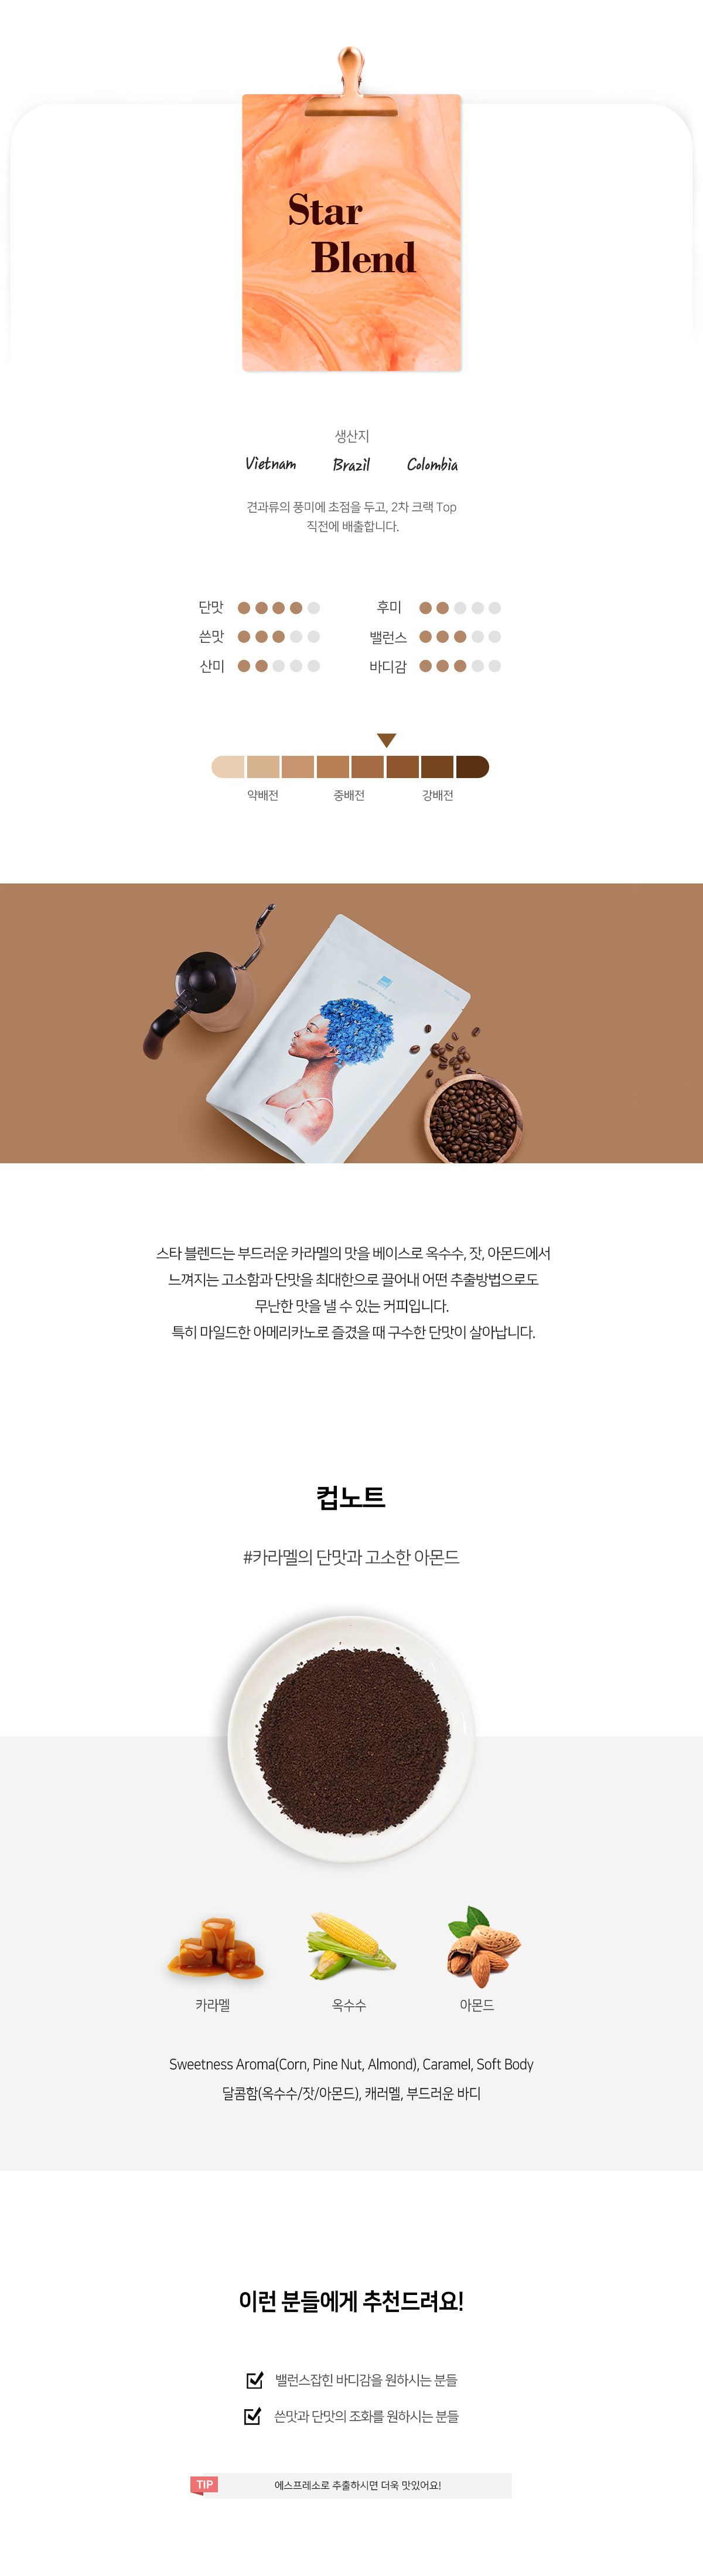 Star
Blend
생산지
Vietnam Brazil Colombia
견과류의 풍미에 초점을 두고, 2차 크랙 Top
직전에 배출합니다.
단맛 후미
쓴맛 밸런스
산미 바디감
약배전 중배전 강배전
스타 블렌드는 부드러운 카라멜의 맛을 베이스로 옥수수, 잣, 아몬드에서
느껴지는 고소함과 단맛을 최대한으로 끌어내 어떤 추출방법으로도
무난한 맛을 낼 수 있는 커피입니다.
특히 마일드한 아메리카노로 즐겼을 때 구수한 단맛이 살아납니다.
컵노트
#카라멜의 단맛과 고소한 아몬드
카라멜 옥수수 아몬드
Sweetness Aroma(Corn, Pine Nut, Almond), Caramel, Soft Body
달콤함(옥수수/잣/아몬드), 캐러멜, 부드러운 바디
이런 분들에게 추천드려요!
밸런스잡힌 바디감을 원하시는 분들
쓴맛과 단맛의 조화를 원하시는 분들
TIP 에스프레소로 추출하시면 더욱 맛있어요!